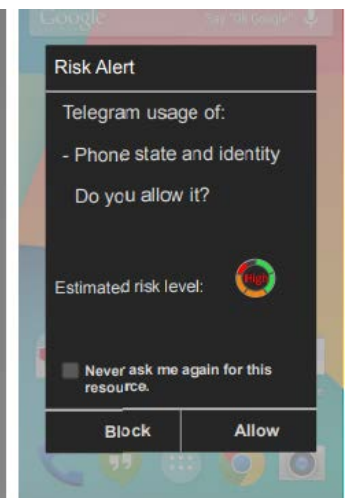 Google
Say "Ok Google"
Risk Alert
Telegram usage of:
- Phone state and identity
Do you allow it?
Estimated risk level:
High
Never ask me again for this
resource.
Block
Allow